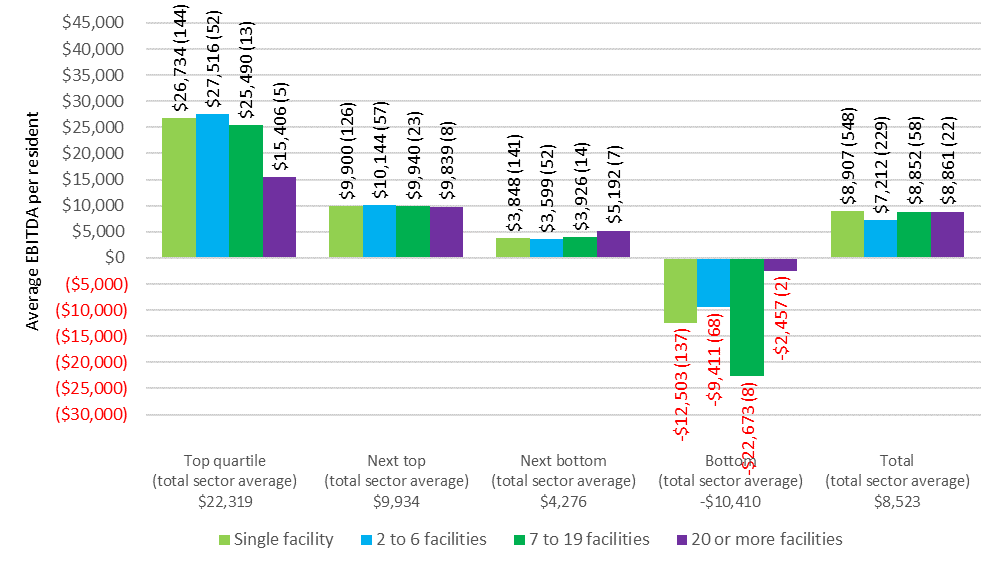 $45,000
$40,000
$35,000
$30,000
$25,000
$20,000
$15,000
$10,000
$5,000
$0
($5,000)
($10,000)
($15,000)
($20,000)
($25,000)
($30,000)
Average EBITDA per resident
$26,734 (144)
$27,516 (52)
$25,490 (13)
$15,406 (5)
$9,900 (126)
$10,144 (57)
$9,940 (23)
$9,839 (8)
$3,848 (141)
$3,599 (52)
$3,926 (14)
$5,192 (7)
-$12,503 (137)
-$9,411 (68)
-$22,673 (8)
-$2,457 (2)
$8,907 (548)
$7,212 (229)
$8,852 (58)
$8,861 (22)
Top quartile
(total sector average)
$22,319
Next top
(total sector average)
$9,934
Next bottom
(total sector average)
$4,276
Bottom
(total sector average)
-$10,410
Total
(total sector average)
$8,523
Single facility
2 to 6 facilities
7 to 19 facilities
20 or more facilities